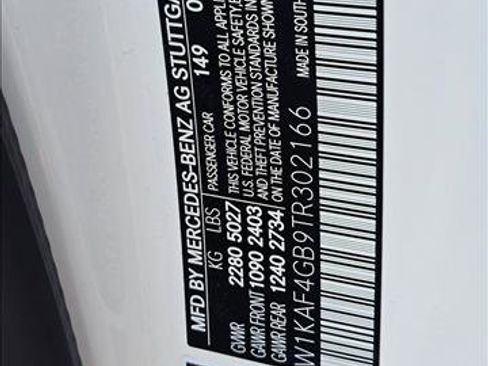 MFD BY MERCEDES-BENZ AG STUTTGA
149 0
KG LBS PASSENGER CAR
GVWR 2280 5027 THIS VEHICLE CONFORMS TO ALL APPL
GAWR FRONT 1090 2403 U.S. FEDERAL MOTOR VEHICLE SAFETY,
AND THEFT PREVENTION STANDARDS IN
GAWR REAR 1240 2734 ON THE DATE OF MANUFACTURE SHOWN
MADE IN SOUTH
W1KAF4GB9TR302166